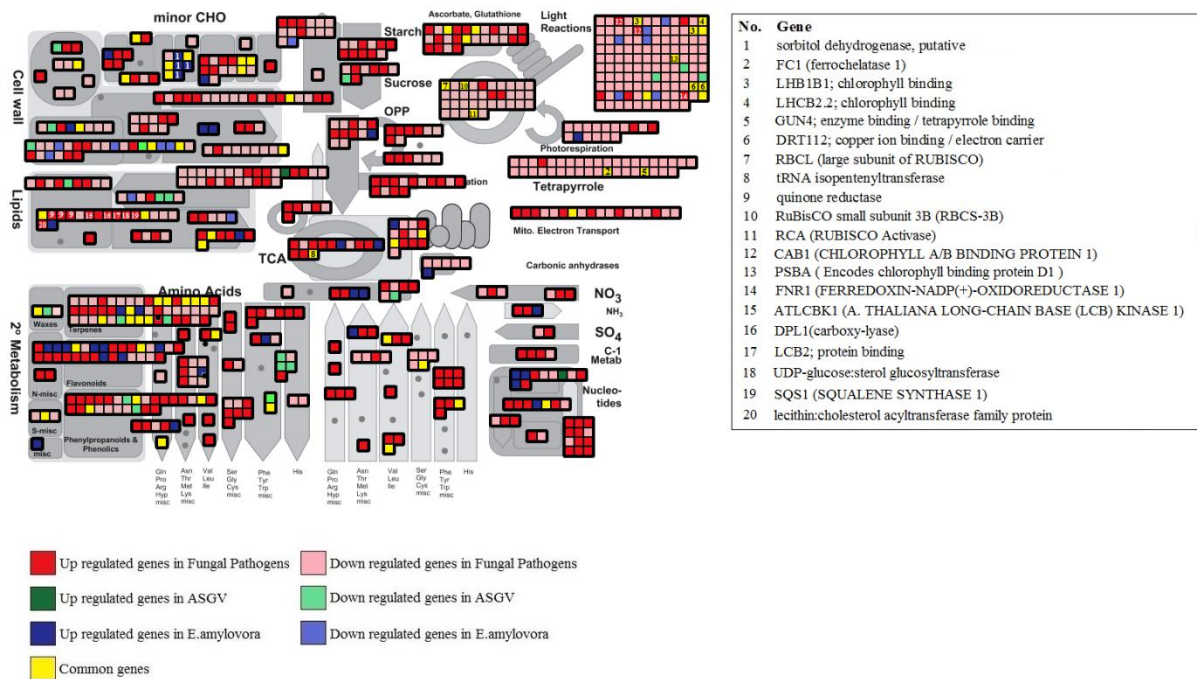 minor CHO
Ascorbate, Glutathione
Light
Reactions
Starch
Sucrose
Cell wall
OPP
Photorespiration
Tetrapyrrole
Lipids
Mito. Electron Transport
TCA
Carbonic anhydrases
Amino Acids
NO3
NH3
SO4
C-1
Metab
Nucleo-
tides
2º Metabolism
Waxes
Terpenes
Flavonoids
N-misc
S-misc
Phenylpropanoids &
Phenolics
misc
Gln Asn Val Ser Phe His Gln Asn Val Ser Phe His
Pro Thr Leu Gly Tyr Pro Thr Leu Gly Tyr
Arg Met Ile Cys Trp Arg Met Ile Cys Trp
Hyp Lys misc misc Hyp Lys misc misc
misc misc misc misc
No. Gene
1 sorbitol dehydrogenase, putative
2 FC1 (ferrochelatase 1)
3 LHB1B1; chlorophyll binding
4 LHCB2.2; chlorophyll binding
5 GUN4; enzyme binding / tetrapyrrole binding
6 DRT112; copper ion binding / electron carrier
7 RBCL (large subunit of RUBISCO)
8 tRNA isopentenyltransferase
9 quinone reductase
10 RuBisCO small subunit 3B (RBCS-3B)
11 RCA (RUBISCO Activase)
12 CAB1 (CHLOROPHYLL A/B BINDING PROTEIN 1)
13 PSBA ( Encodes chlorophyll binding protein D1 )
14 FNR1 (FERREDOXIN-NADP(+)-OXIDOREDUCTASE 1)
15 ATLCBK1 (A. THALIANA LONG-CHAIN BASE (LCB) KINASE 1)
16 DPL1(carboxy-lyase)
17 LCB2; protein binding
18 UDP-glucose:sterol glucosyltransferase
19 SQS1 (SQUALENE SYNTHASE 1)
20 lecithin:cholesterol acyltransferase family protein
Up regulated genes in Fungal Pathogens
Down regulated genes in Fungal Pathogens
Up regulated genes in ASGV
Down regulated genes in ASGV
Up regulated genes in E.amylovora
Down regulated genes in E.amylovora
Common genes